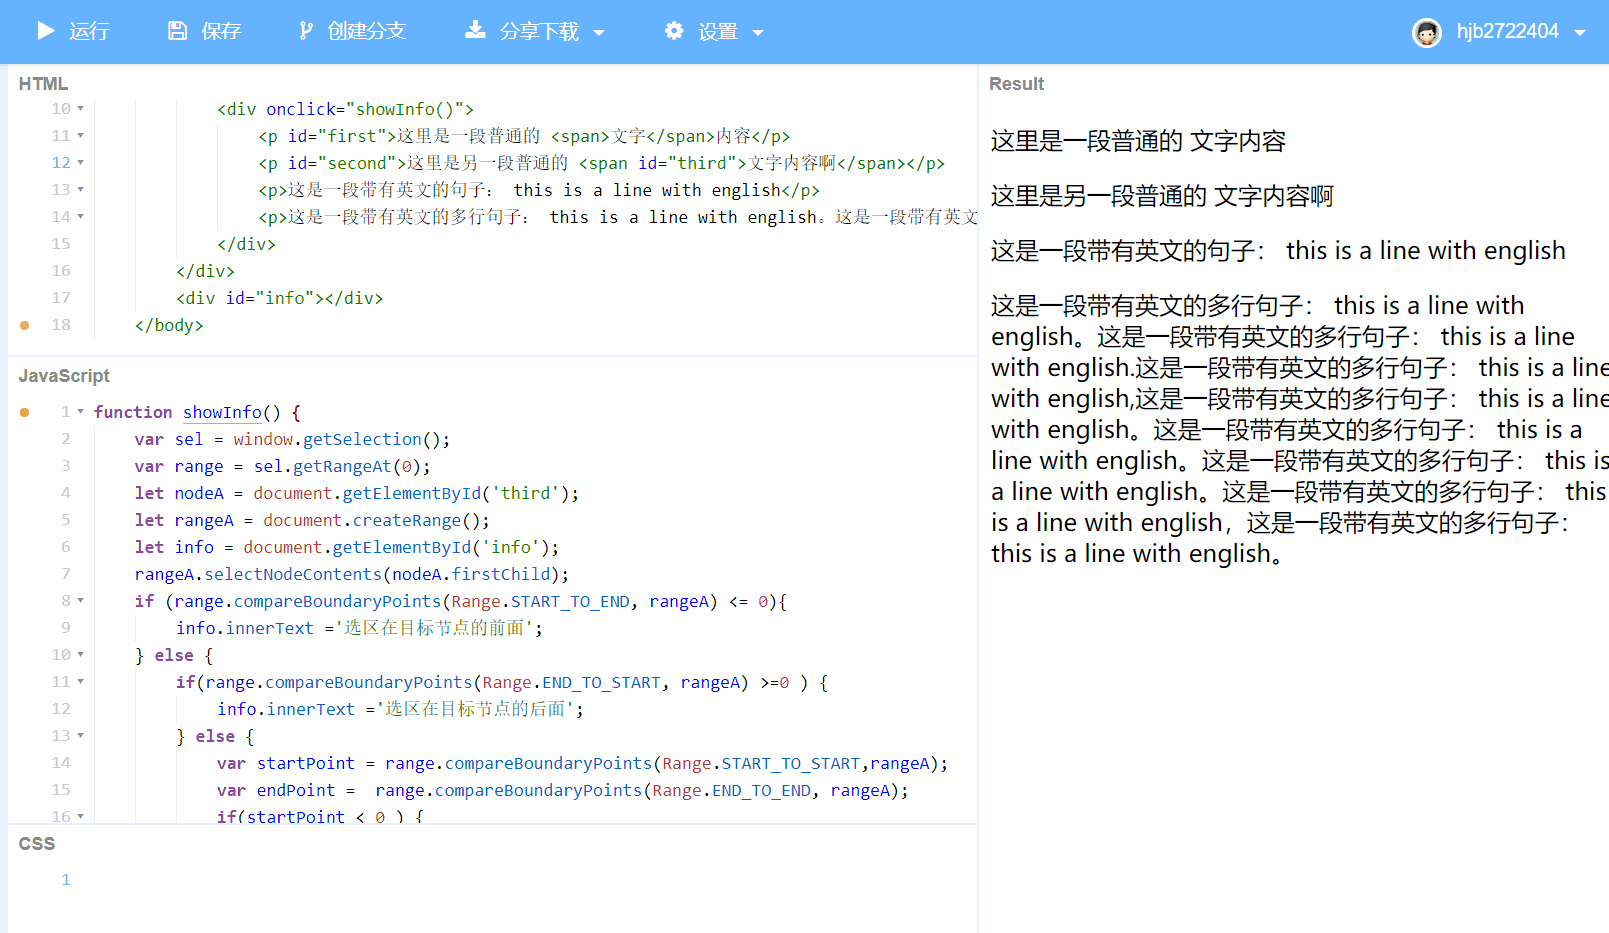 运行 保存 创建分支 分享下载 设置 hjb2722404
HTML
10 <div onclick="showInfo()">
11 <p id="first">这里是一段普通的 <span>文字</span>内容</p>
12 <p id="second">这里是另一段普通的 <span id="third">文字内容啊</span></p>
13 <p>这是一段带有英文的句子： this is a line with english</p>
14 <p>这是一段带有英文的多行句子： this is a line with english。这是一段带有英文
15 </div>
16 </div>
17 <div id="info"></div>
18 </body>
JavaScript
1 function showInfo() {
2 var sel = window.getSelection();
3 var range = sel.getRangeAt(0);
4 let nodeA = document.getElementById('third');
5 let rangeA = document.createRange();
6 let info = document.getElementById('info');
7 rangeA.selectNodeContents(nodeA.firstChild);
8 if (range.compareBoundaryPoints(Range.START_TO_END, rangeA) <= 0){
9 info.innerText ='选区在目标节点的前面';
10 } else {
11 if(range.compareBoundaryPoints(Range.END_TO_START, rangeA) >=0 ) {
12 info.innerText ='选区在目标节点的后面';
13 } else {
14 var startPoint = range.compareBoundaryPoints(Range.START_TO_START,rangeA);
15 var endPoint =  range.compareBoundaryPoints(Range.END_TO_END, rangeA);
16 if(startPoint < 0 ) {
CSS
1
Result
这里是一段普通的 文字内容
这里是另一段普通的 文字内容啊
这是一段带有英文的句子： this is a line with english
这是一段带有英文的多行句子： this is a line with
english。这是一段带有英文的多行句子： this is a line
with english.这是一段带有英文的多行句子： this is a line
with english,这是一段带有英文的多行句子： this is a line
with english。这是一段带有英文的多行句子： this is a
line with english。这是一段带有英文的多行句子： this is
a line with english。这是一段带有英文的多行句子： this
is a line with english，这是一段带有英文的多行句子：
this is a line with english。